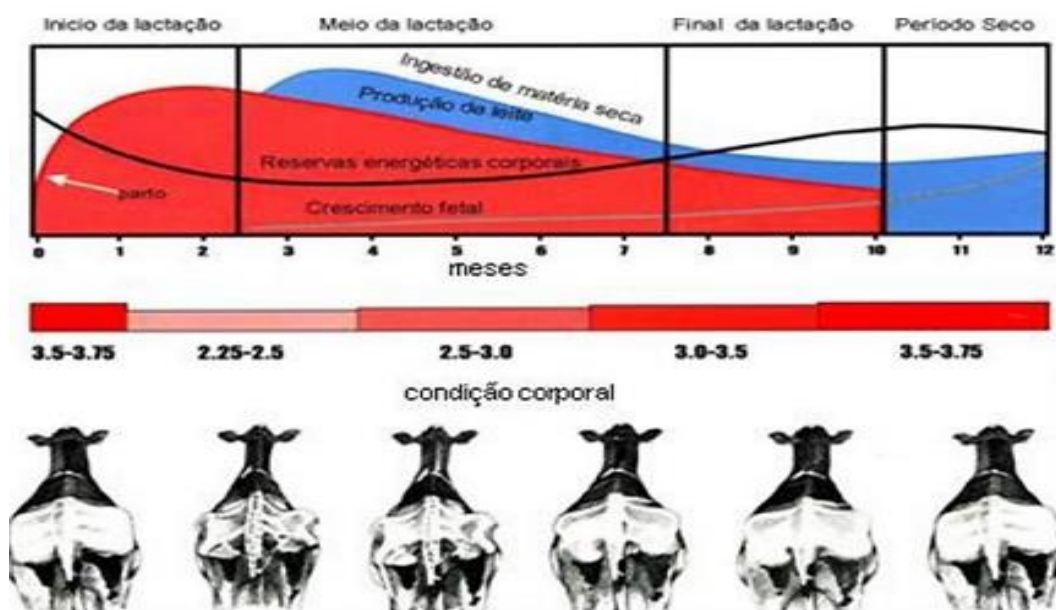 Inicio da lactação Meio da lactação Final da lactação Período Seco
Ingestão de matéria seca
Produção de leite
Reservas energéticas corporais
parto
Crescimento fetal
0 1 2 3 4 5 6 7 8 9 10 11 12
meses
3.5-3.75 2.25-2.5 2.5-3.0 3.0-3.5 3.5-3.75
condição corporal